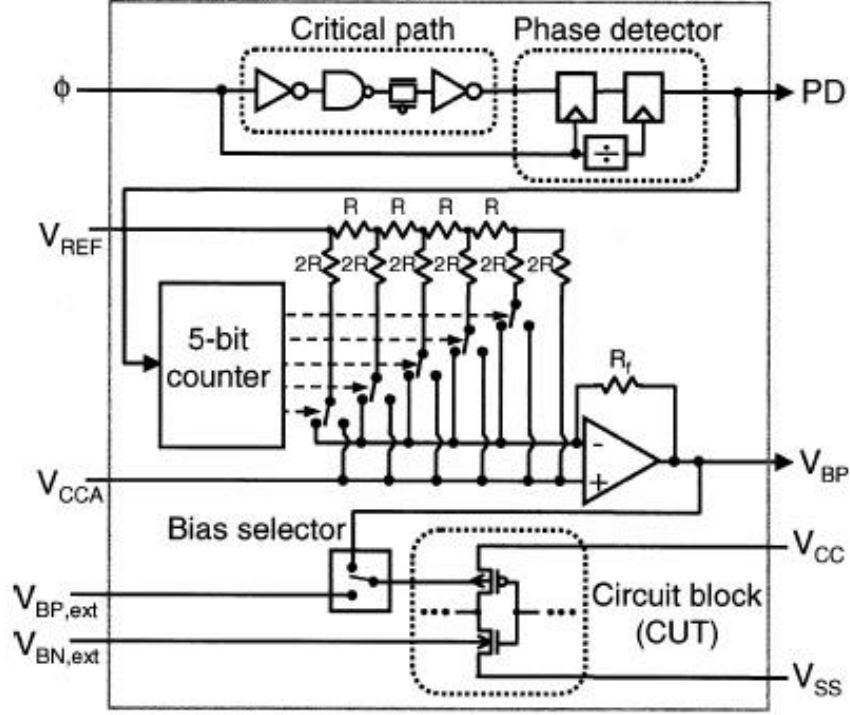 Critical path
Phase detector
ϕ
PD
÷
R R R R
V_REF
2R 2R 2R 2R 2R 2R
5-bit
counter
R_f
-
+
V_BP
V_CCA
Bias selector
V_CC
V_BP,ext
Circuit block
(CUT)
V_BN,ext
V_SS